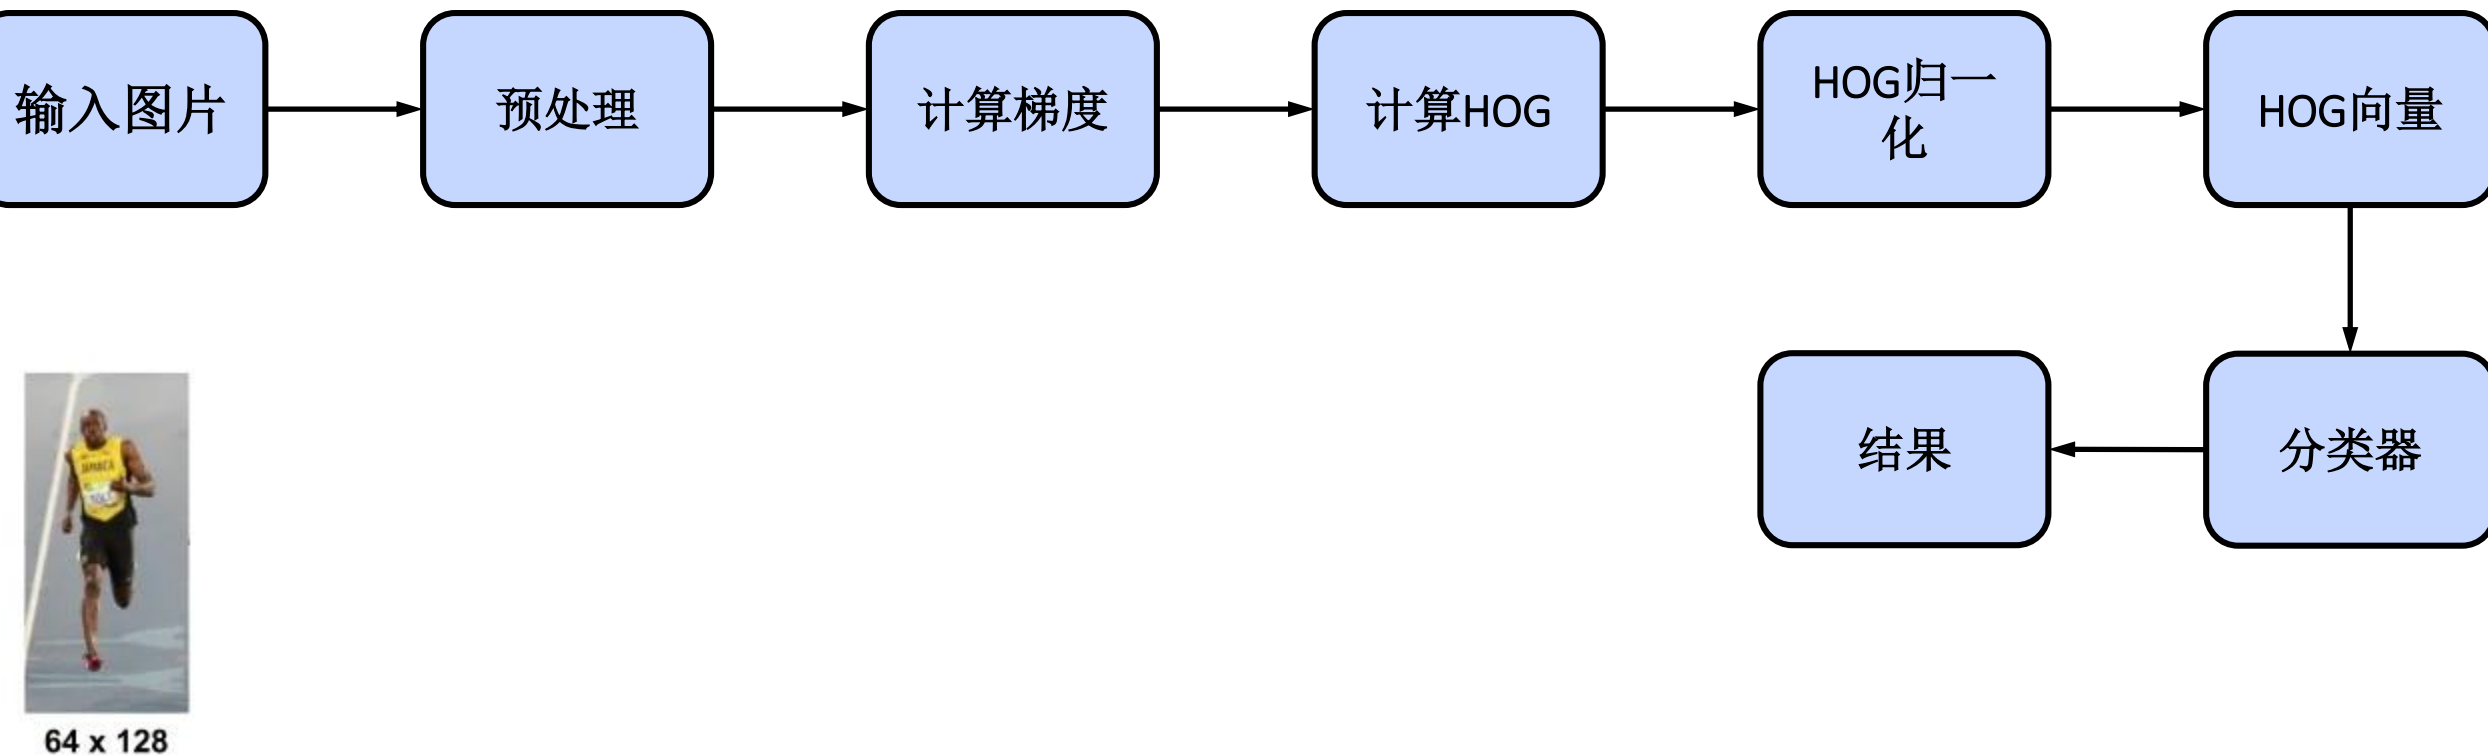 输入图片
预处理
计算梯度
计算HOG
HOG归一
化
HOG向量
结果
分类器
JAMAICA
64 x 128